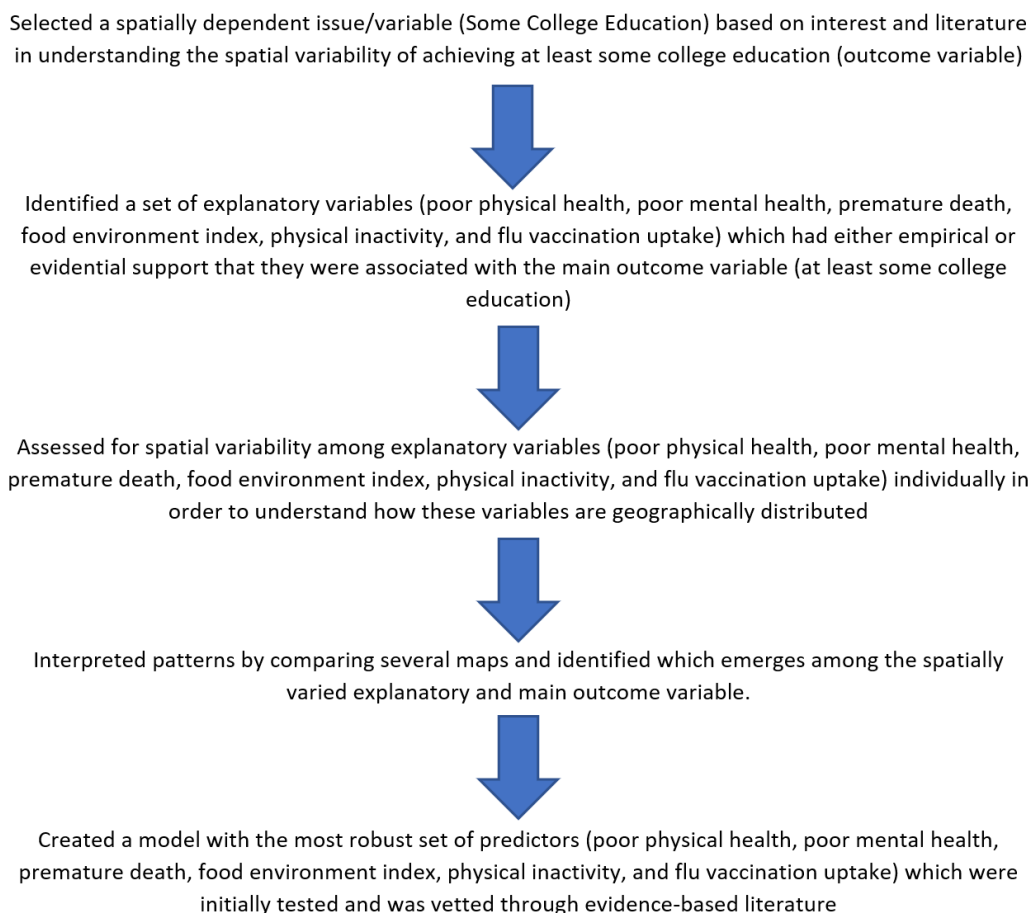 Selected a spatially dependent issue/variable (Some College Education) based on interest and literature
in understanding the spatial variability of achieving at least some college education (outcome variable)
Identified a set of explanatory variables (poor physical health, poor mental health, premature death,
food environment index, physical inactivity, and flu vaccination uptake) which had either empirical or
evidential support that they were associated with the main outcome variable (at least some college
education)
Assessed for spatial variability among explanatory variables (poor physical health, poor mental health,
premature death, food environment index, physical inactivity, and flu vaccination uptake) individually in
order to understand how these variables are geographically distributed
Interpreted patterns by comparing several maps and identified which emerges among the spatially
varied explanatory and main outcome variable.
Created a model with the most robust set of predictors (poor physical health, poor mental health,
premature death, food environment index, physical inactivity, and flu vaccination uptake) which were
initially tested and was vetted through evidence-based literature